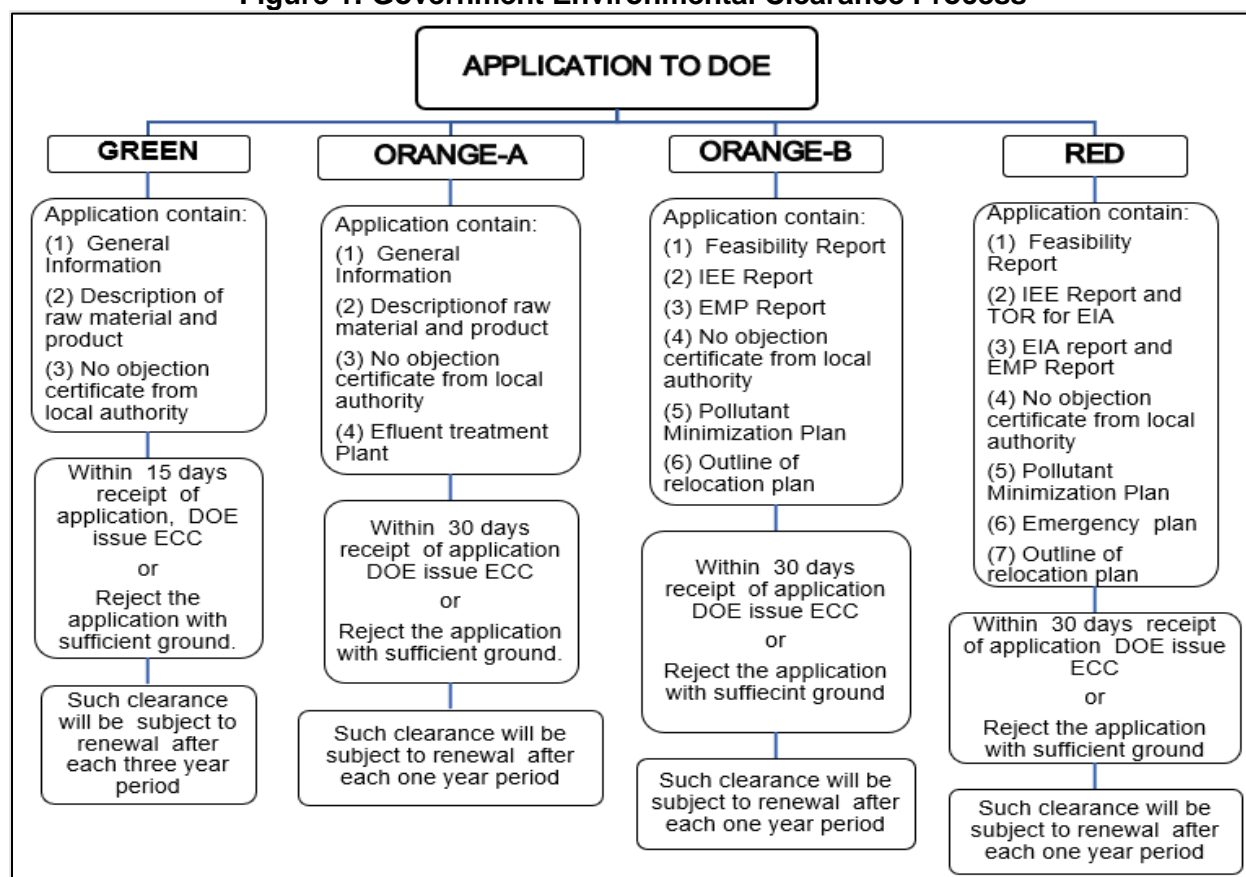 Figure 1: Government Environmental Clearance Process
APPLICATION TO DOE
GREEN
Application contain:
(1) General
Information
(2) Description of
raw material and
product
(3) No objection
certificate from
local authority
Within 15 days
receipt of
application, DOE
issue ECC
or
Reject the
application with
sufficient ground.
Such clearance
will be subject to
renewal after
each three year
period
ORANGE-A
Application contain:
(1) General
Information
(2) Descriptionof raw
material and product
(3) No objection
certificate from local
authority
(4) Efluent treatment
Plant
Within 30 days
receipt of application
DOE issue ECC
or
Reject the application
with sufficient ground.
Such clearance will be
subject to renewal after
each one year period
ORANGE-B
Application contain:
(1) Feasibility Report
(2) IEE Report
(3) EMP Report
(4) No objection
certificate from local
authority
(5) Pollutant
Minimization Plan
(6) Outline of
relocation plan
Within 30 days
receipt of application
DOE issue ECC
or
Reject the application
with suffiecint ground
Such clearance will be
subject to renewal after
each one year period
RED
Application contain:
(1) Feasibility
Report
(2) IEE Report and
TOR for EIA
(3) EIA report and
EMP Report
(4) No objection
certificate from local
authority
(5) Pollutant
Minimization Plan
(6) Emergency plan
(7) Outline of
relocation plan
Within 30 days receipt
of application DOE issue
ECC
or
Reject the application
with sufficient ground
Such clearance will be
subject to renewal after
each one year period